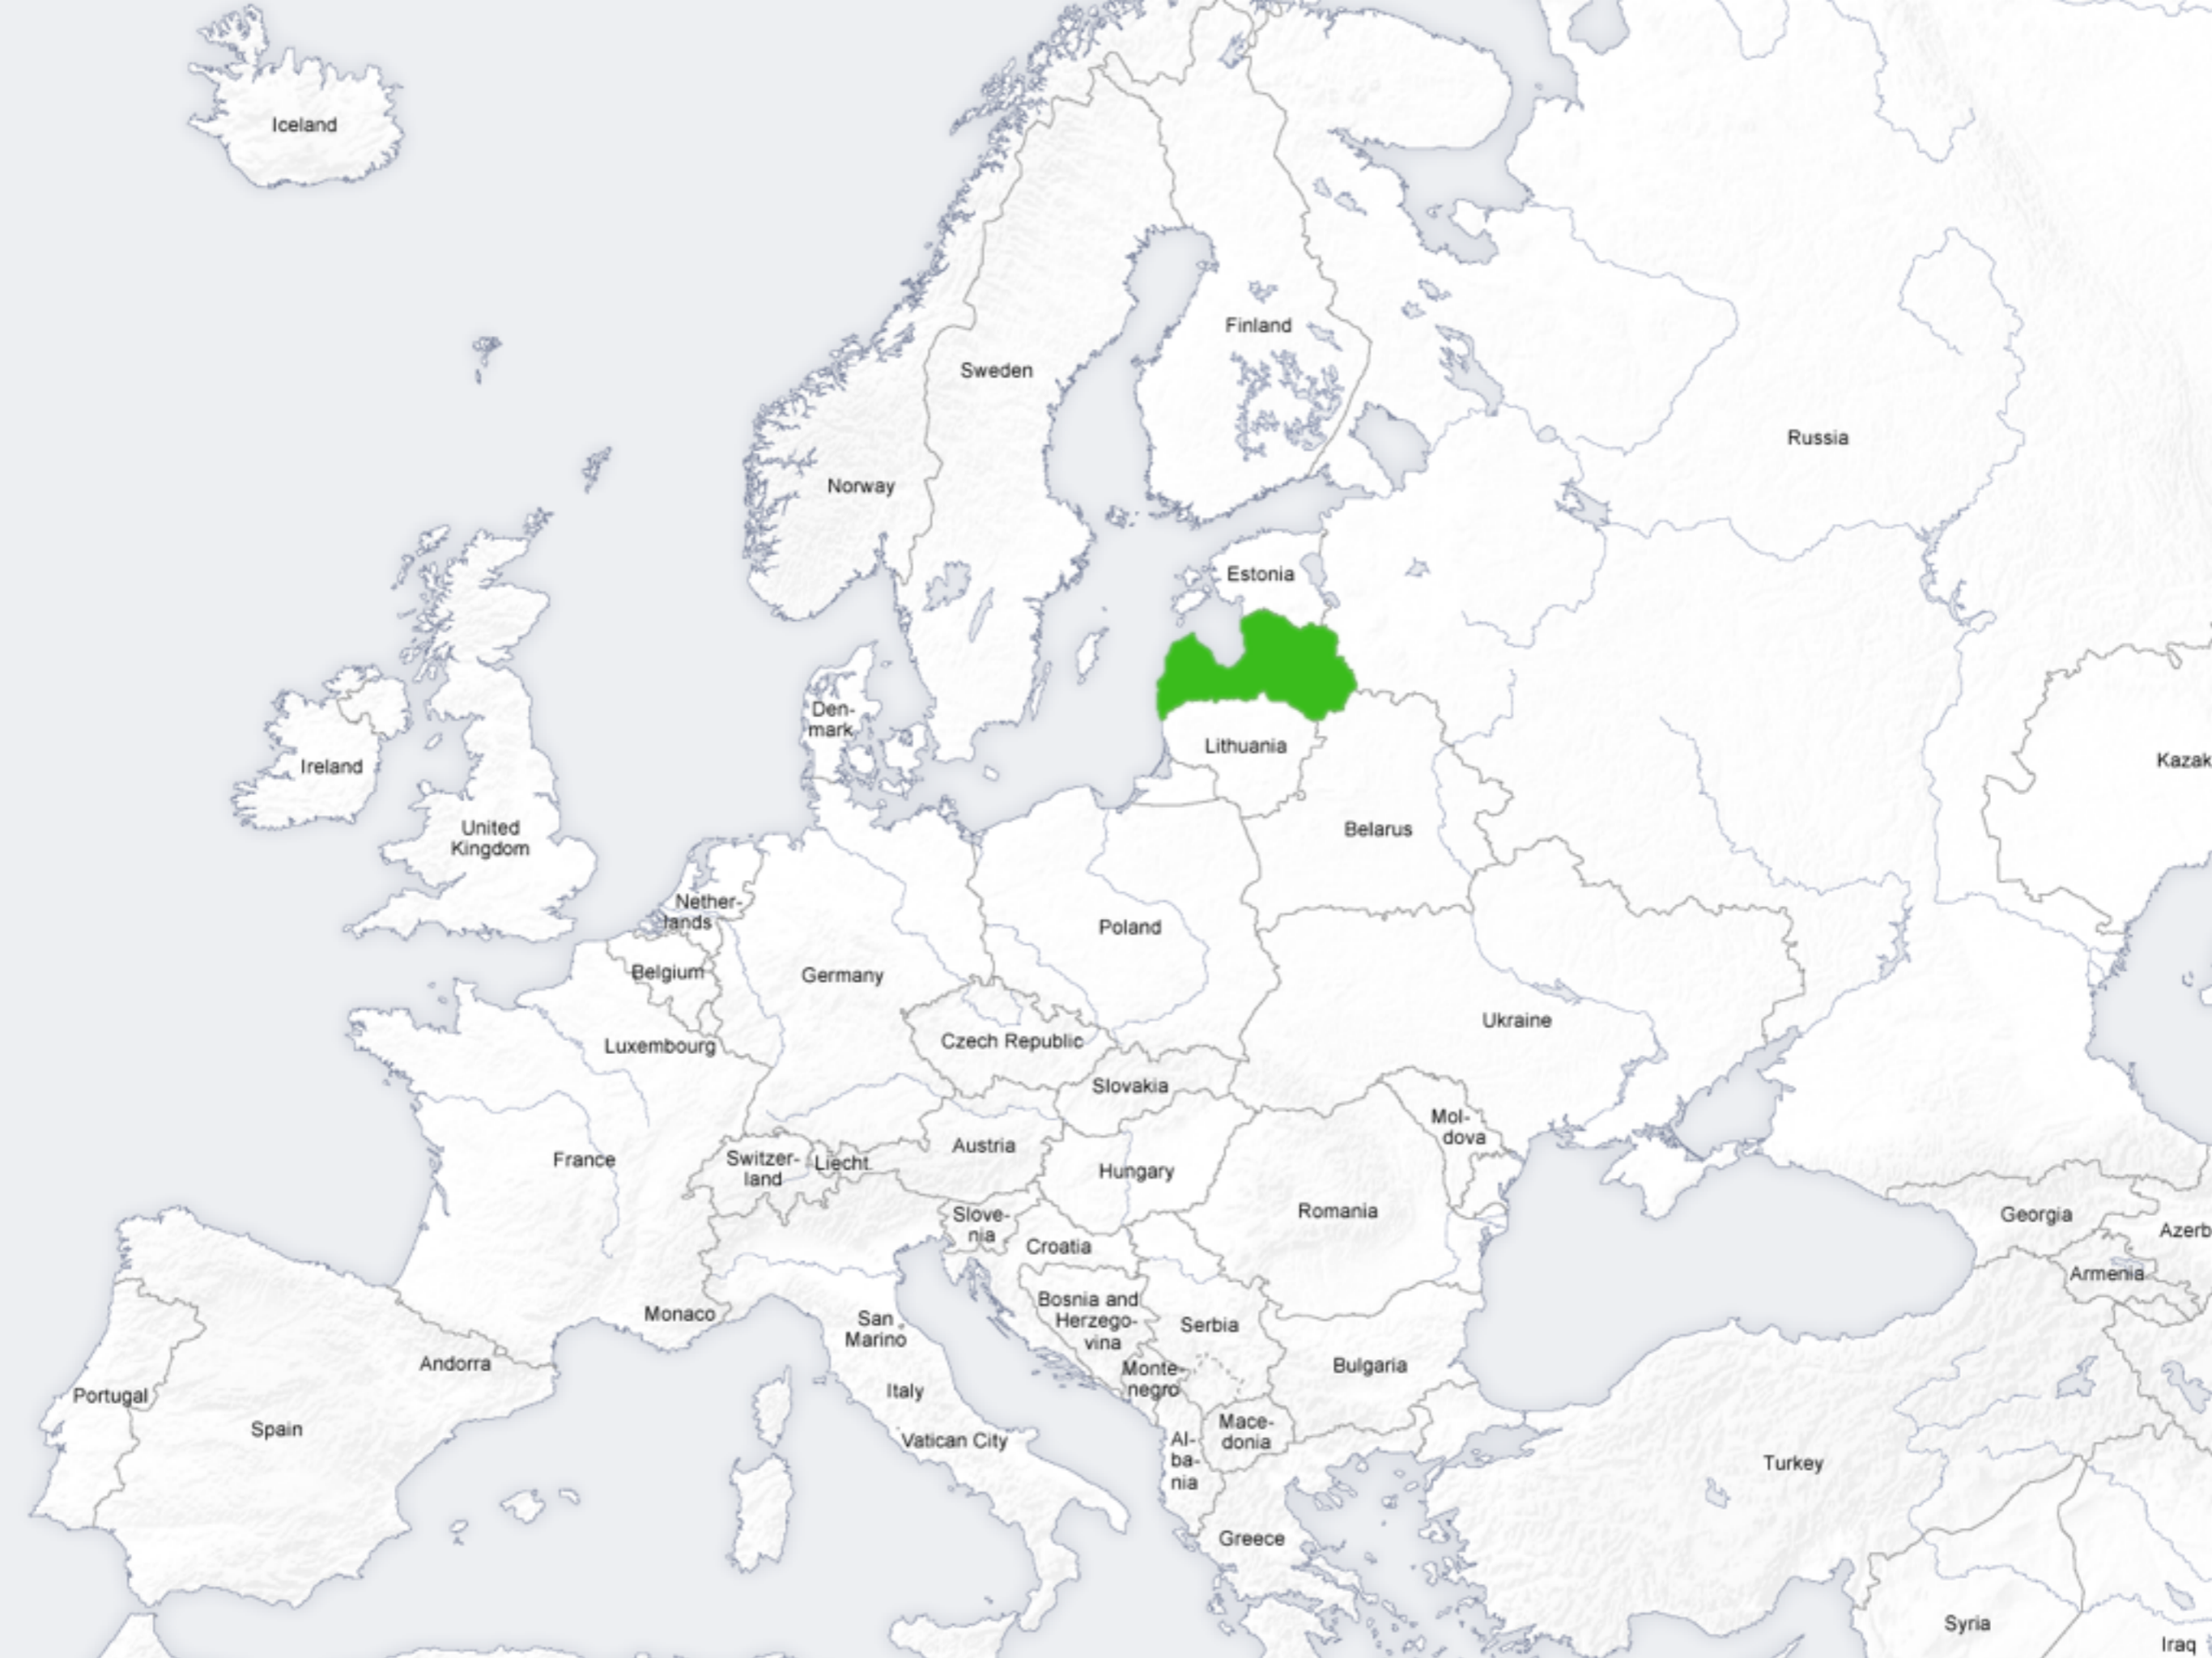 Iceland
Finland
Sweden
Russia
Norway
Estonia
Den-
mark
Lithuania
Kazak
Ireland
United
Kingdom
Belarus
Nether-
lands
Poland
Belgium
Germany
Ukraine
Czech Republic
Luxembourg
Slovakia
Mol-
dova
Austria
France
Switzer-
land
Liecht.
Hungary
Romania
Slove-
nia
Georgia
Azerb
Croatia
Armenia
Bosnia and
Herzego-
vina
Monaco
San
Marino
Serbia
Andorra
Bulgaria
Monte-
negro
Portugal
Italy
Spain
Mace-
donia
Vatican City
Al-
ba-
nia
Turkey
Greece
Syria
Iraq